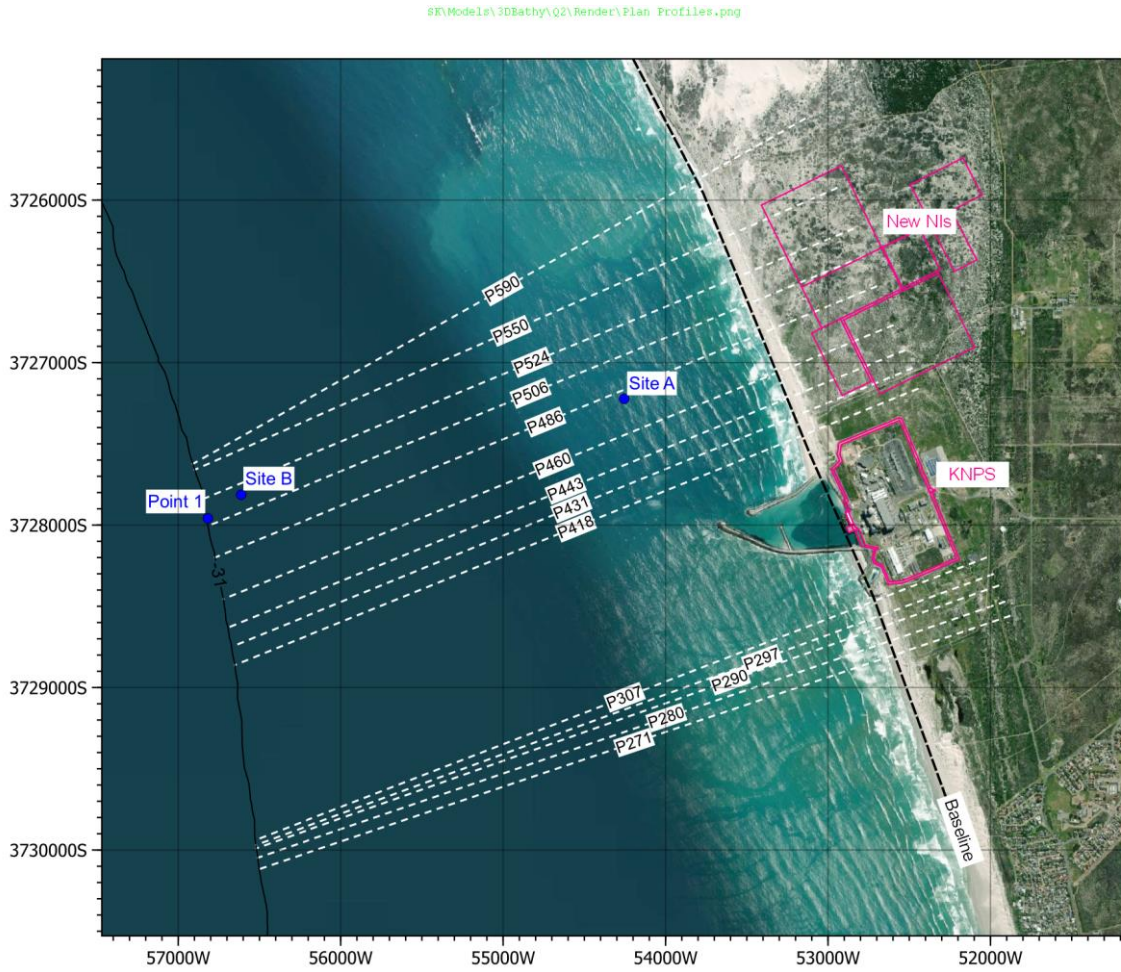 SK\Models\3DBathy\Q2\Render\Plan Profiles.png
3726000S
3727000S
3728000S
3729000S
3730000S
New NIs
P590
P550
P524
P506
Site A
P486
P460
Site B
KNPS
P443
Point 1
P431
P418
-31
P297
P290
P307
P280
P271
Baseline
57000W
56000W
55000W
54000W
53000W
52000W